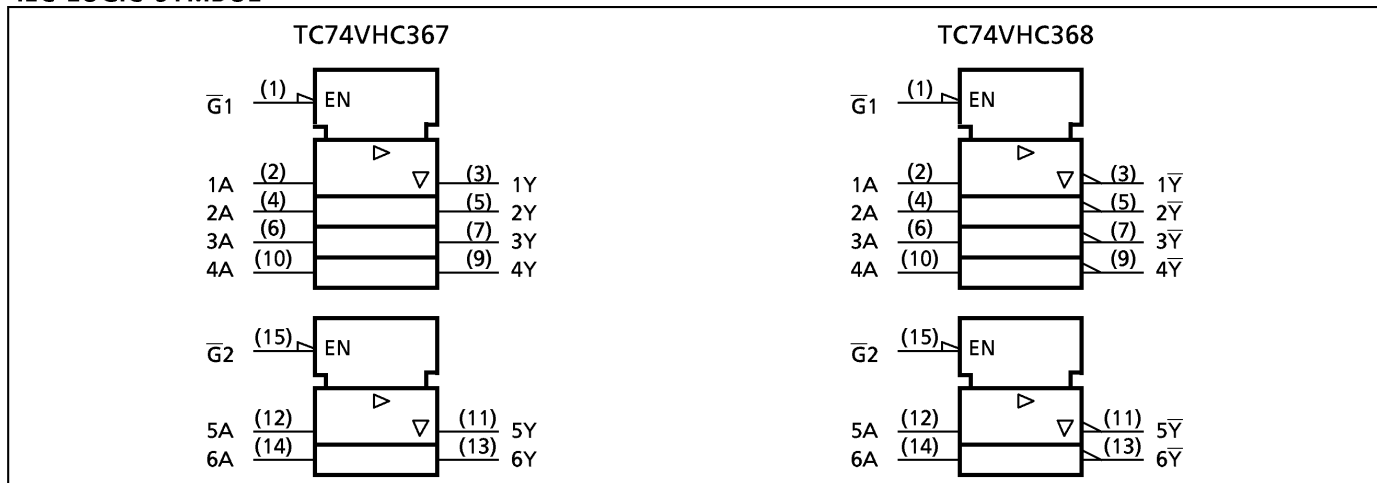 IEC LOGIC SYMBOL
TC74VHC367
G̅1 (1) EN
1A (2) (3) 1Y
2A (4) (5) 2Y
3A (6) (7) 3Y
4A (10) (9) 4Y
G̅2 (15) EN
5A (12) (11) 5Y
6A (14) (13) 6Y
TC74VHC368
G̅1 (1) EN
1A (2) (3) 1Y̅
2A (4) (5) 2Y̅
3A (6) (7) 3Y̅
4A (10) (9) 4Y̅
G̅2 (15) EN
5A (12) (11) 5Y̅
6A (14) (13) 6Y̅